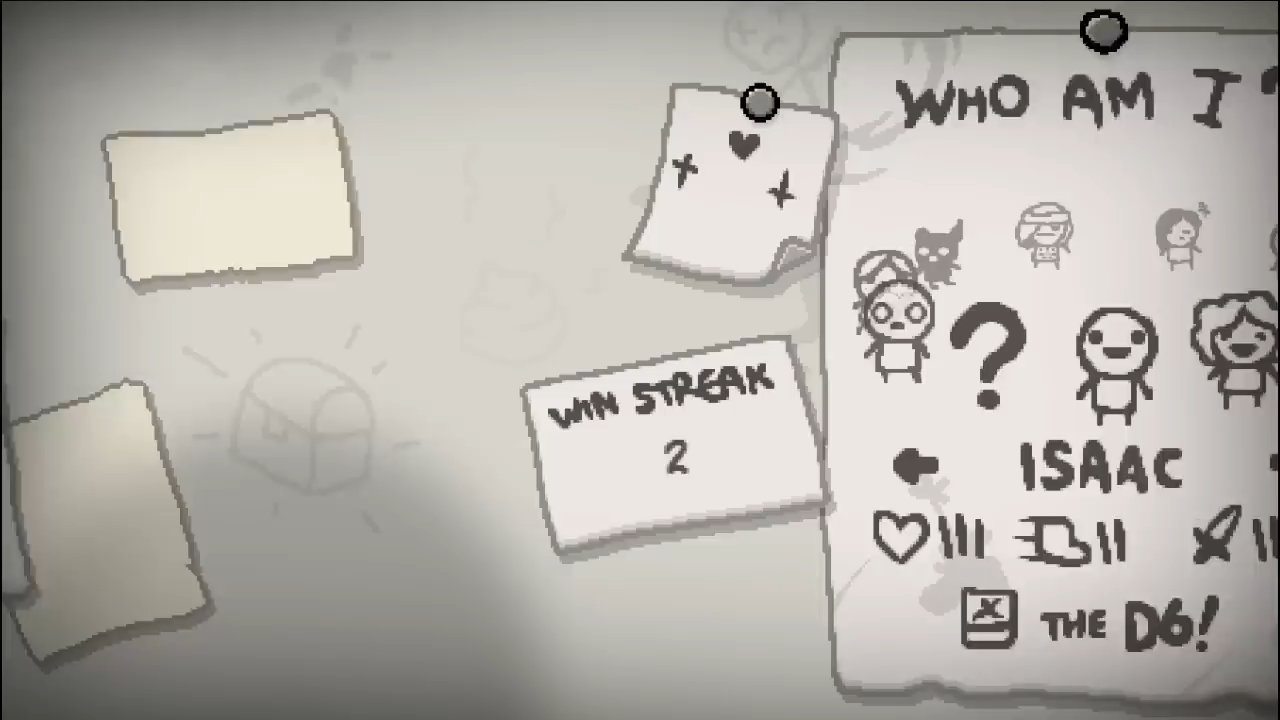 WHO AM I?
WIN STREAK
2
?
ISAAC
THE D6!